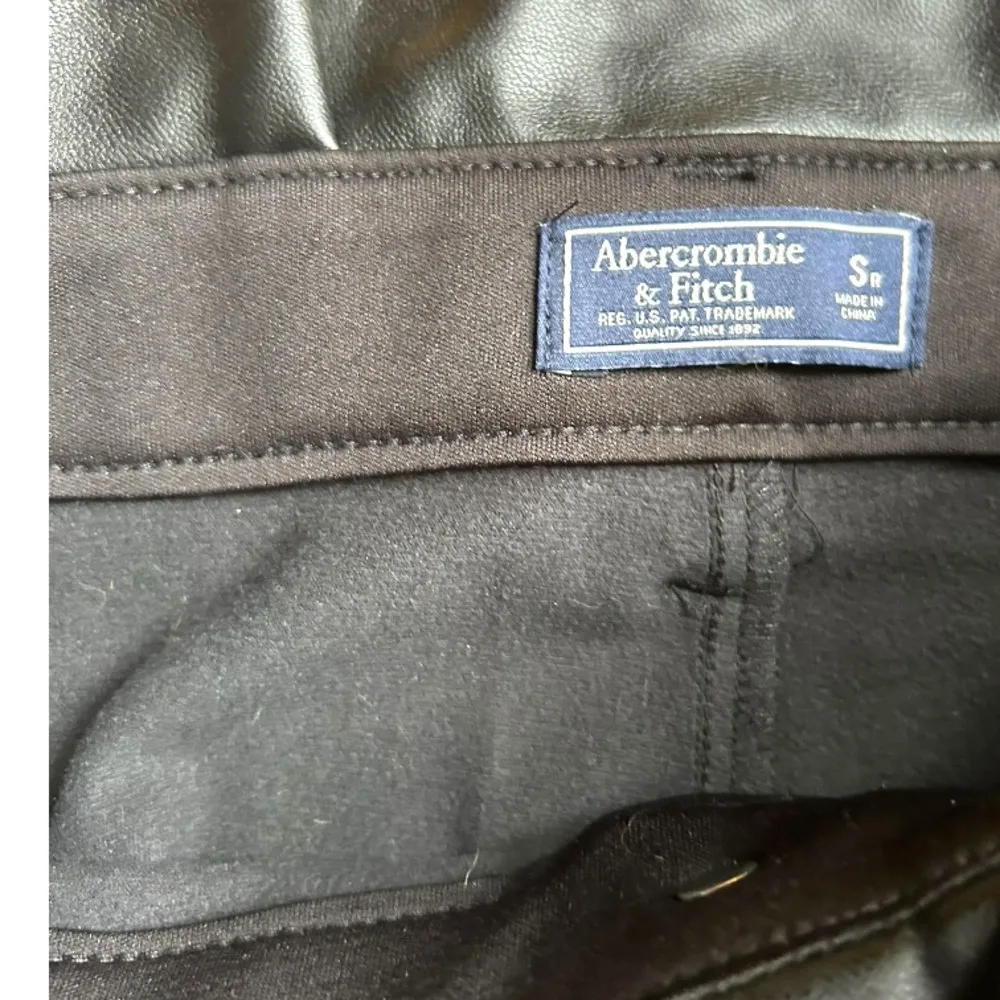 Abercrombie
& Fitch
REG. U.S. PAT. TRADEMARK
QUALITY SINCE 1892
SR
MADE IN
CHINA